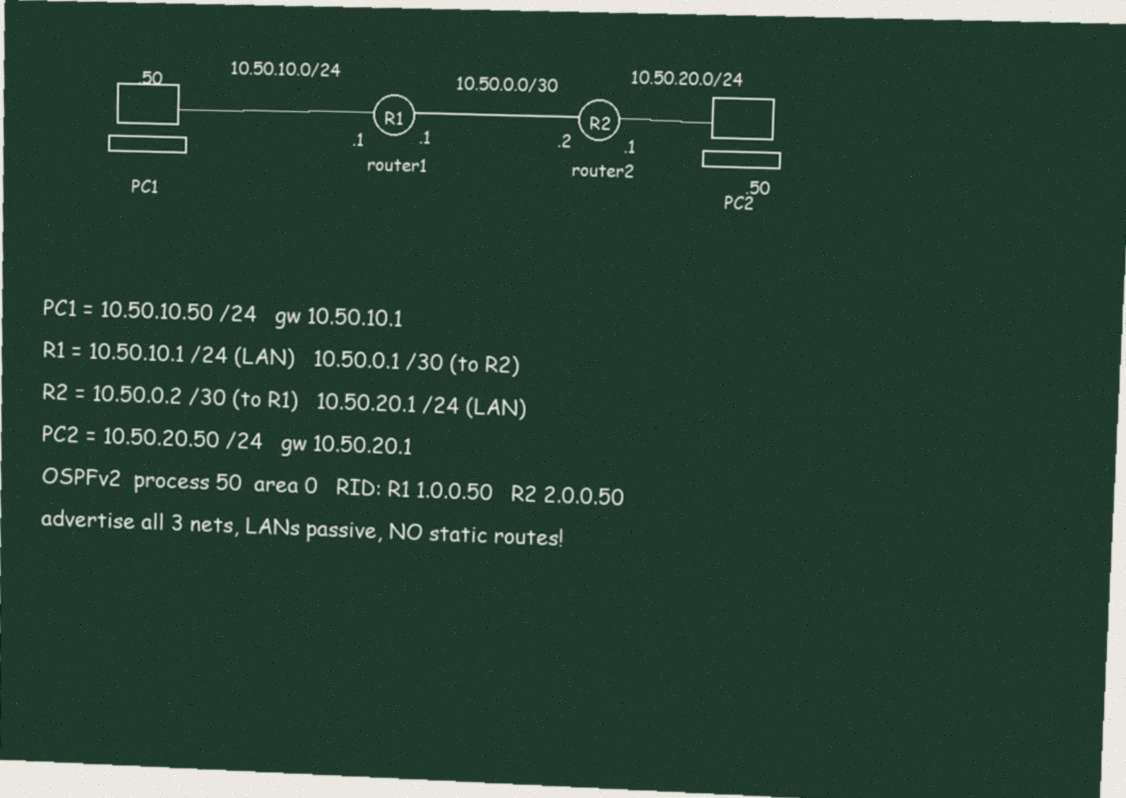 .50
10.50.10.0/24
10.50.0.0/30
10.50.20.0/24
R1
R2
.1
.1
.2
.1
router1
router2
PC1
.50
PC2
PC1 = 10.50.10.50 /24 gw 10.50.10.1
R1 = 10.50.10.1 /24 (LAN) 10.50.0.1 /30 (to R2)
R2 = 10.50.0.2 /30 (to R1) 10.50.20.1 /24 (LAN)
PC2 = 10.50.20.50 /24 gw 10.50.20.1
OSPFv2 process 50 area 0 RID: R1 1.0.0.50 R2 2.0.0.50
advertise all 3 nets, LANs passive, NO static routes!